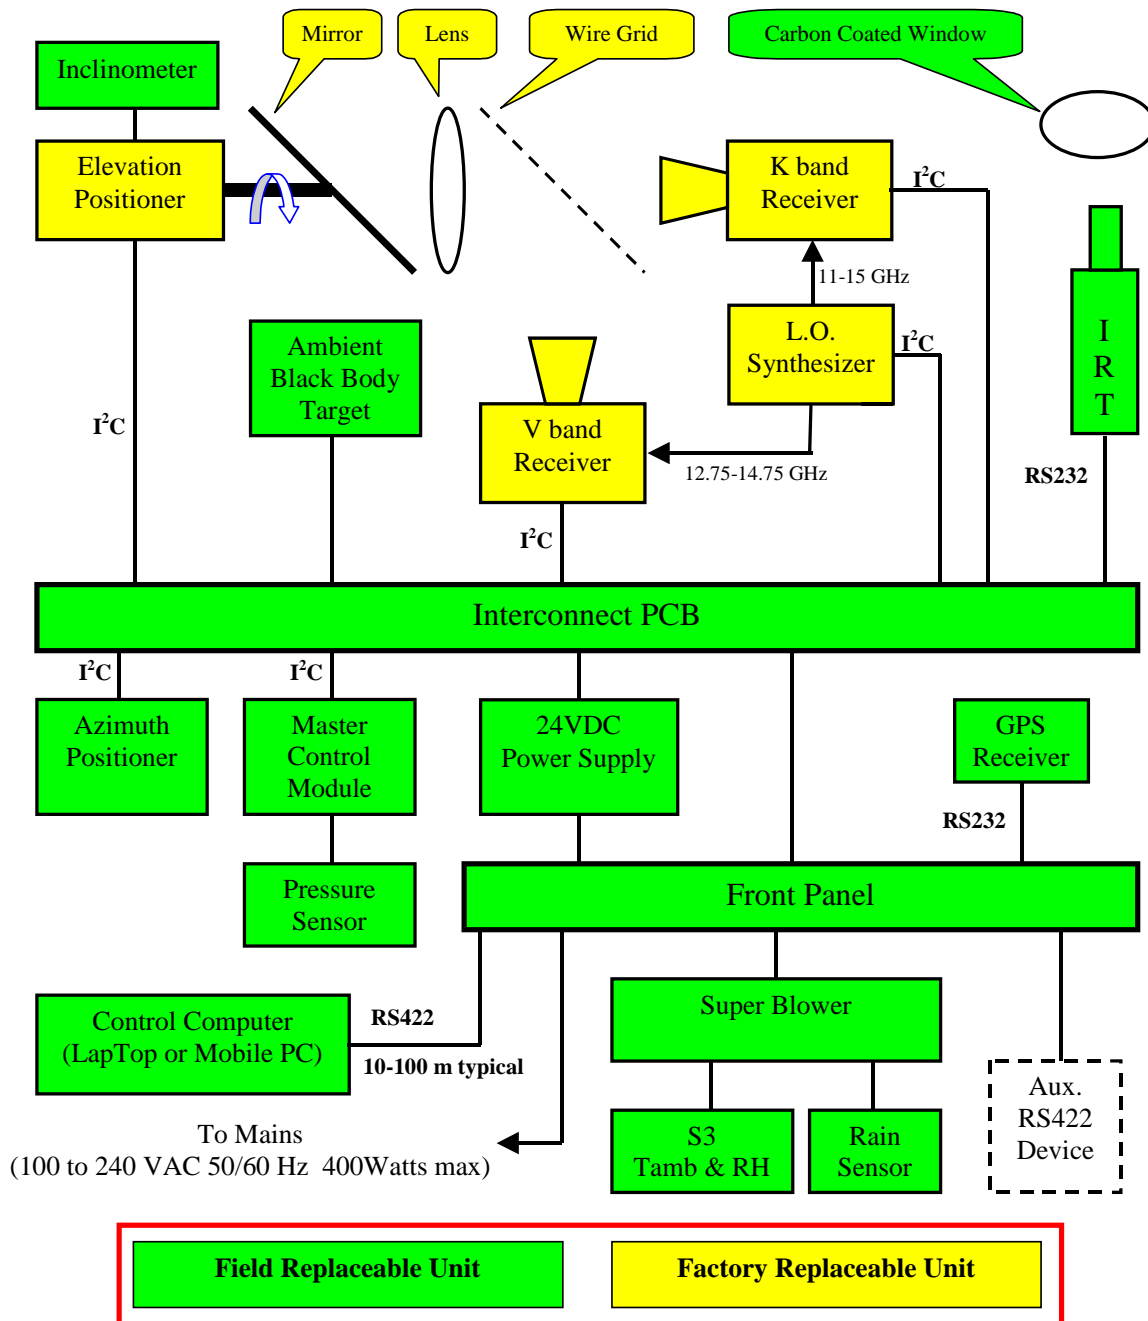 Mirror
Lens
Wire Grid
Carbon Coated Window
Inclinometer
Elevation
Positioner
K band
Receiver
I²C
11-15 GHz
L.O.
Synthesizer
I²C
I
R
T
Ambient
Black Body
Target
I²C
V band
Receiver
12.75-14.75 GHz
RS232
I²C
Interconnect PCB
I²C
I²C
Azimuth
Positioner
Master
Control
Module
24VDC
Power Supply
GPS
Receiver
RS232
Pressure
Sensor
Front Panel
Control Computer
(LapTop or Mobile PC)
RS422
10-100 m typical
Super Blower
To Mains
(100 to 240 VAC 50/60 Hz  400Watts max)
S3
Tamb & RH
Rain
Sensor
Aux.
RS422
Device
Field Replaceable Unit
Factory Replaceable Unit